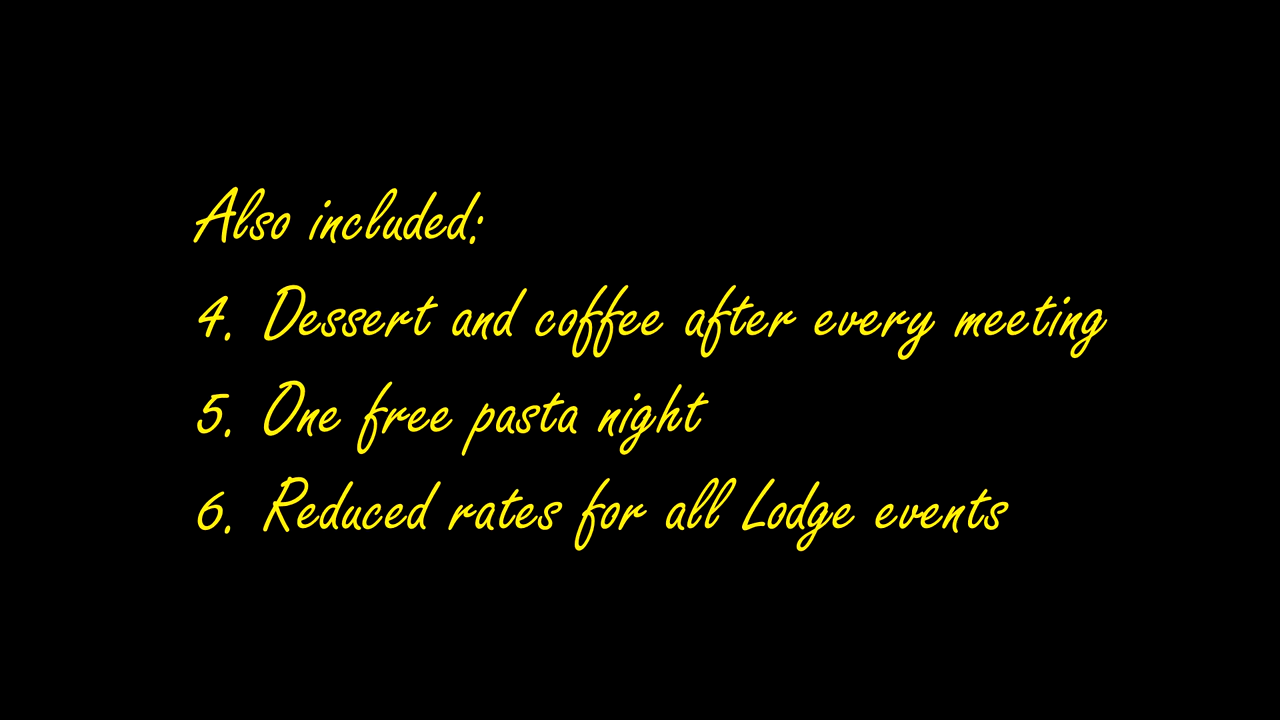 Also included:
4. Dessert and coffee after every meeting
5. One free pasta night
6. Reduced rates for all Lodge events